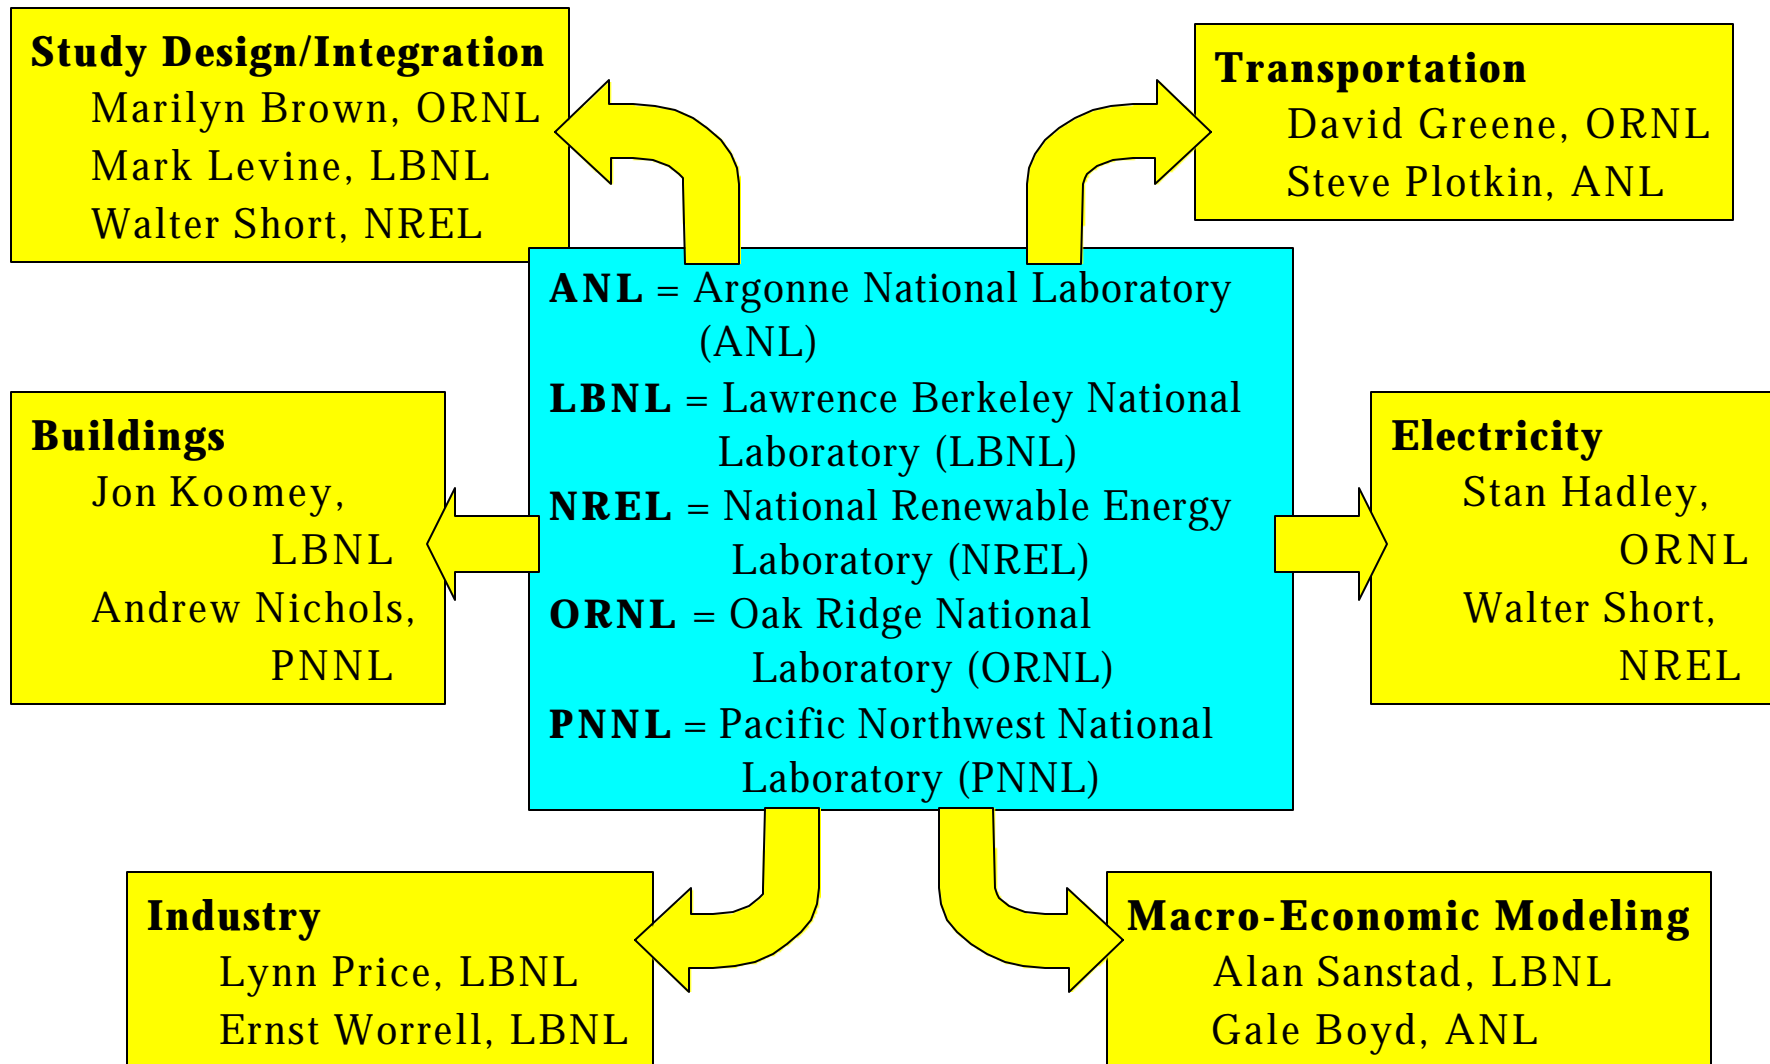 Study Design/Integration
Marilyn Brown, ORNL
Mark Levine, LBNL
Walter Short, NREL
Transportation
David Greene, ORNL
Steve Plotkin, ANL
ANL = Argonne National Laboratory
(ANL)
LBNL = Lawrence Berkeley National
Laboratory (LBNL)
NREL = National Renewable Energy
Laboratory (NREL)
ORNL = Oak Ridge National
Laboratory (ORNL)
PNNL = Pacific Northwest National
Laboratory (PNNL)
Buildings
Jon Koomey,
LBNL
Andrew Nichols,
PNNL
Electricity
Stan Hadley,
ORNL
Walter Short,
NREL
Industry
Lynn Price, LBNL
Ernst Worrell, LBNL
Macro-Economic Modeling
Alan Sanstad, LBNL
Gale Boyd, ANL